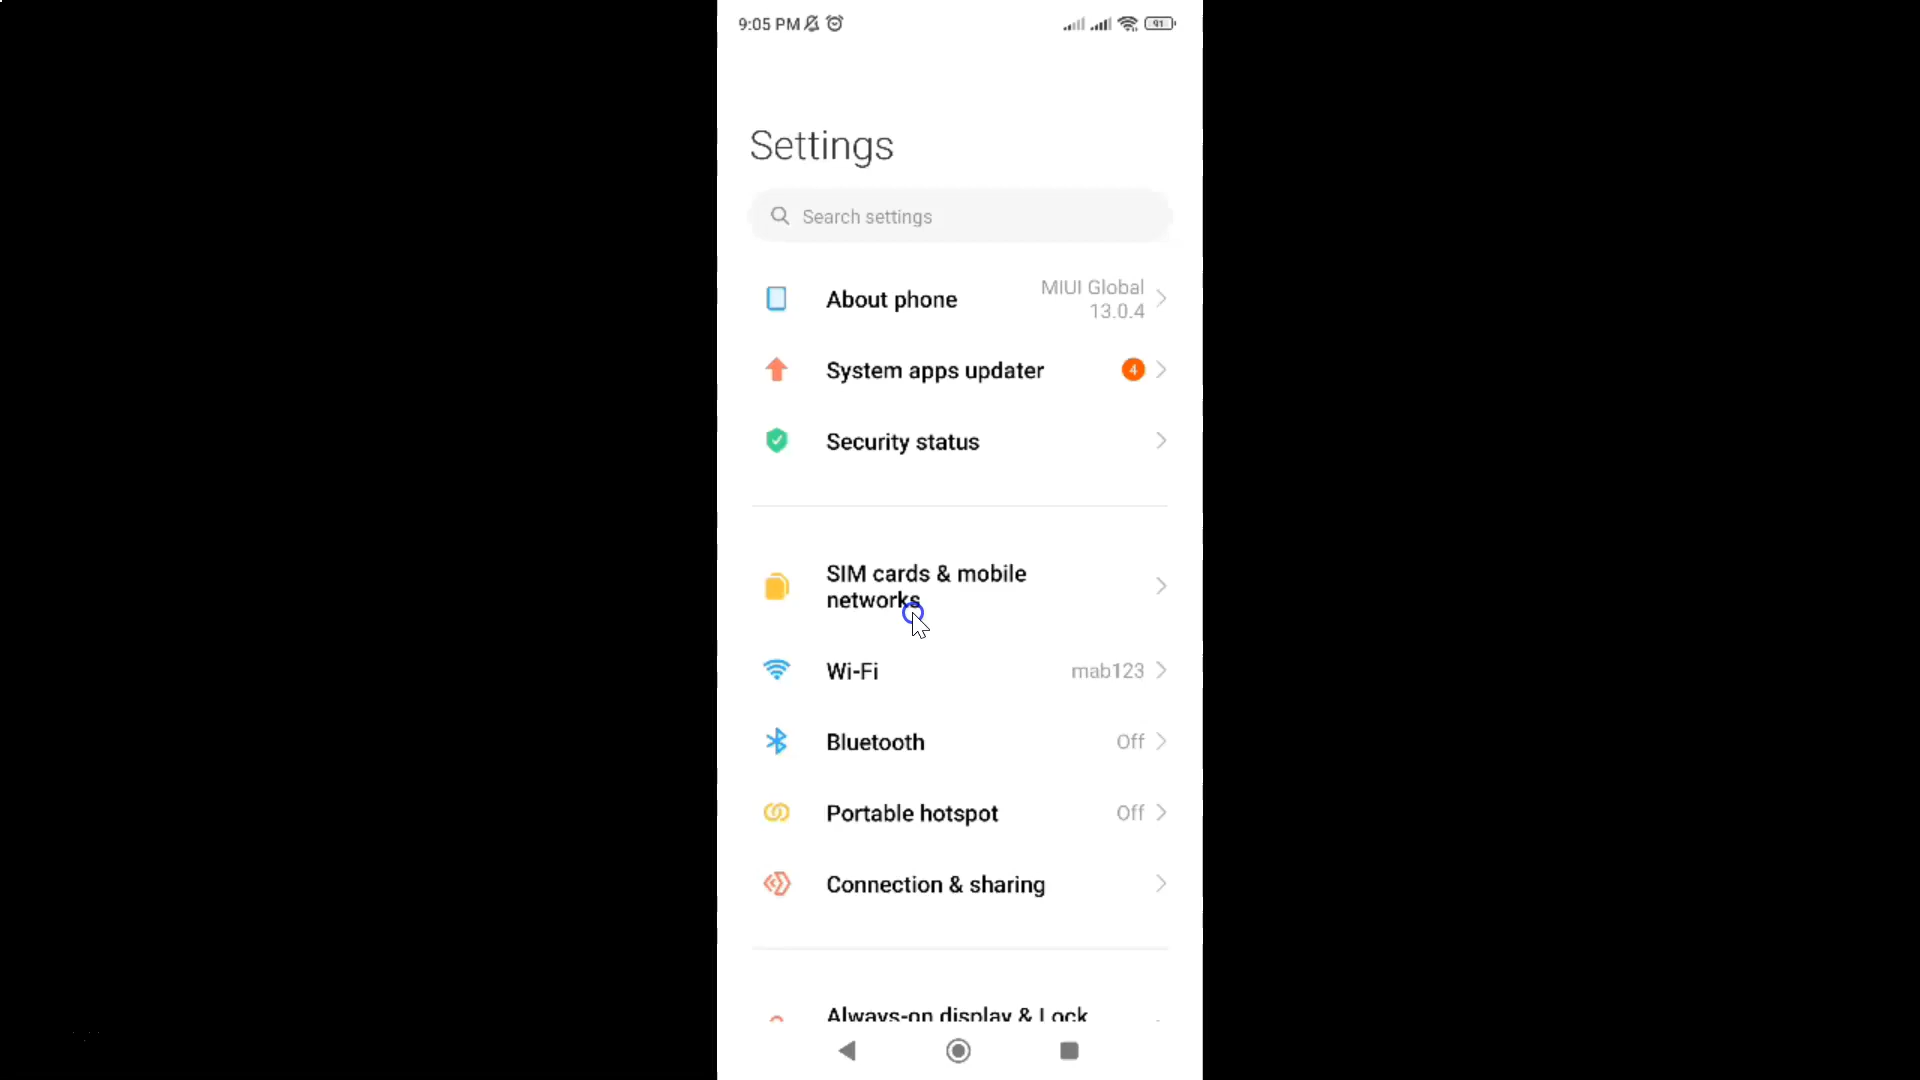 9:05 PM
91
Settings
Search settings
About phone
MIUI Global
13.0.4
System apps updater
4
Security status
SIM cards & mobile
networks
Wi-Fi
mab123
Bluetooth
Off
Portable hotspot
Off
Connection & sharing
Always-on display & Lock